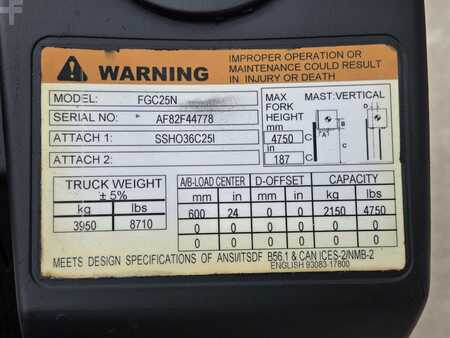 WARNING
IMPROPER OPERATION OR
MAINTENANCE COULD RESULT
IN INJURY OR DEATH
MODEL: FGC25N
SERIAL NO: AF82F44778
ATTACH 1: SSHO36C25I
ATTACH 2:
MAX
FORK
HEIGHT
mm
4750
in
187
MAST: VERTICAL
A
B
C
C
TRUCK WEIGHT
± 5%
kg lbs
3950 8710
A/B-LOAD CENTER D-OFFSET CAPACITY
mm in mm in kg lbs
600 24 0 0 2150 4750
0 0 0 0 0 0
0 0 0 0 0 0
MEETS DESIGN SPECIFICATIONS OF ANSI/ITSDF B56.1 & CAN ICES-2/NMB-2
ENGLISH 93083-17800